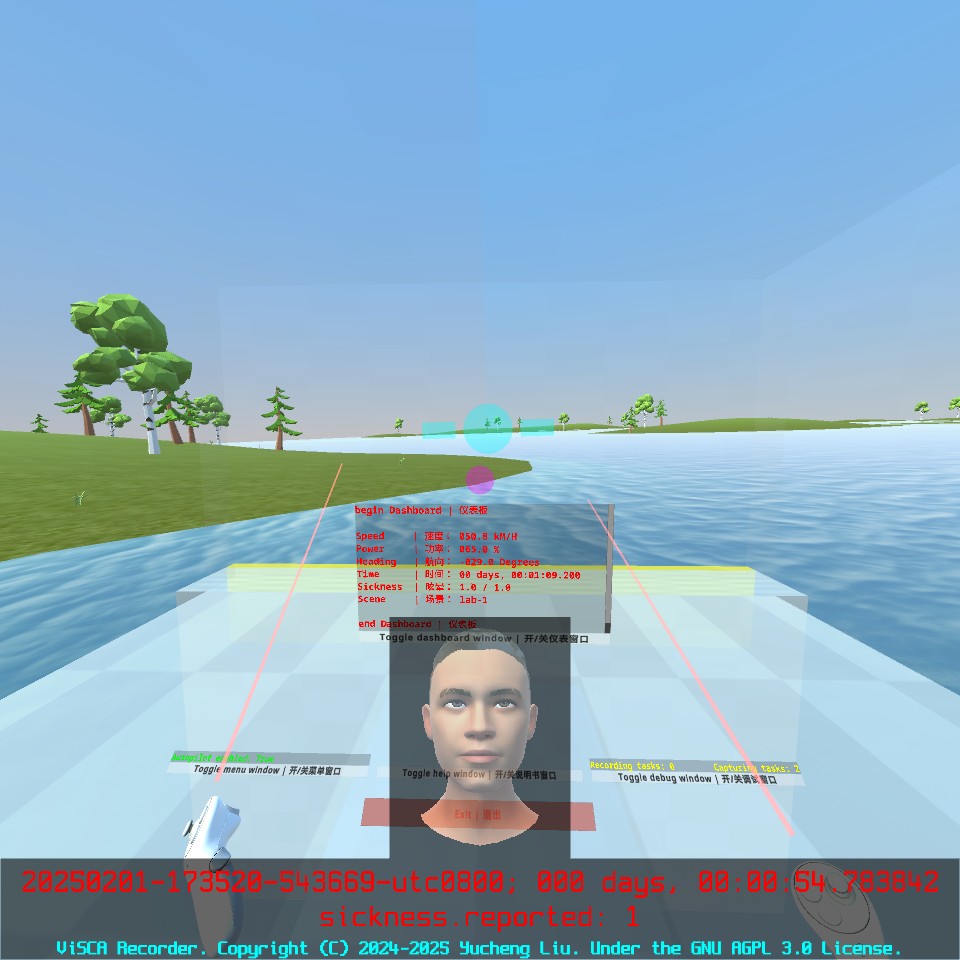 begin Dashboard | 仪表板
Speed | 速度： 050.8 kM/H
Power | 功率： 065.0 %
Heading | 航向： -029.0 Degrees
Time | 时间： 00 days, 00:01:09.200
Sickness | 眩晕： 1.0 / 1.0
Scene | 场景： lab-1
end Dashboard | 仪表板
Toggle dashboard window | 开/关仪表窗口
Autopilot enabled: True
Toggle menu window | 开/关菜单窗口
Toggle help window | 开/关说明书窗口
Recording tasks: 0 Capturing tasks: 2
Toggle debug window | 开/关调试窗口
Exit | 退出
20250201-173520-543669-utc0800; 000 days, 00:00:54.783842
sickness.reported: 1
ViSCA Recorder. Copyright (C) 2024-2025 Yucheng Liu. Under the GNU AGPL 3.0 License.